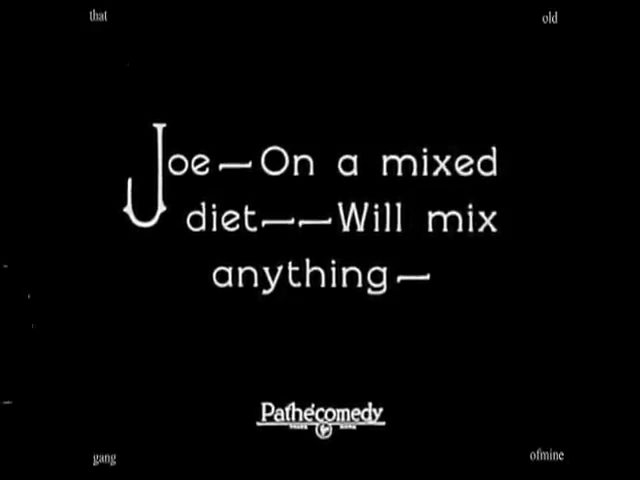 that
old
Joe—On a mixed
diet——Will mix
anything—
Pathécomedy
gang
ofmine